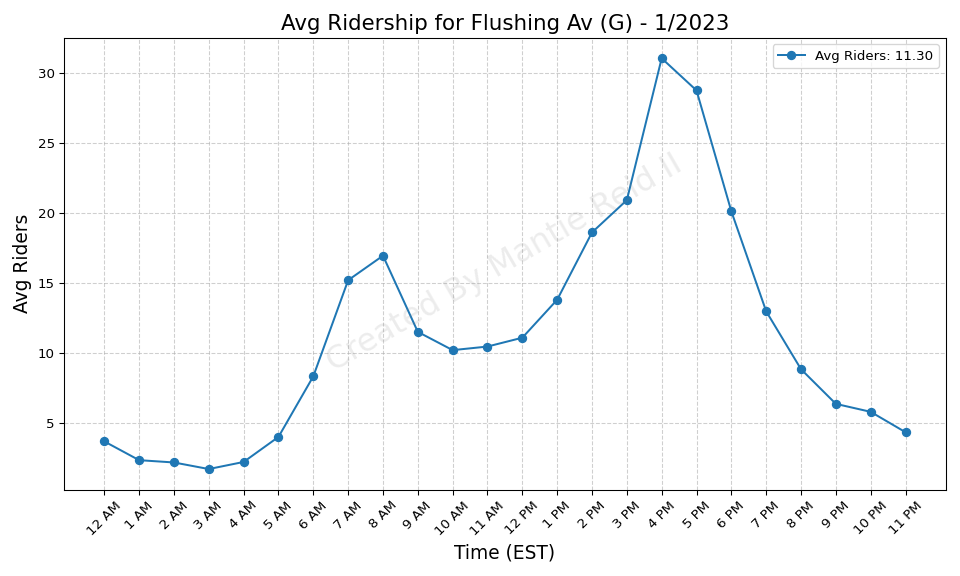 Avg Ridership for Flushing Av (G) - 1/2023
Avg Riders: 11.30
Avg Riders
30
25
20
15
10
5
Created By Mantie Reid II
12 AM
1 AM
2 AM
3 AM
4 AM
5 AM
6 AM
7 AM
8 AM
9 AM
10 AM
11 AM
12 PM
1 PM
2 PM
3 PM
4 PM
5 PM
6 PM
7 PM
8 PM
9 PM
10 PM
11 PM
Time (EST)